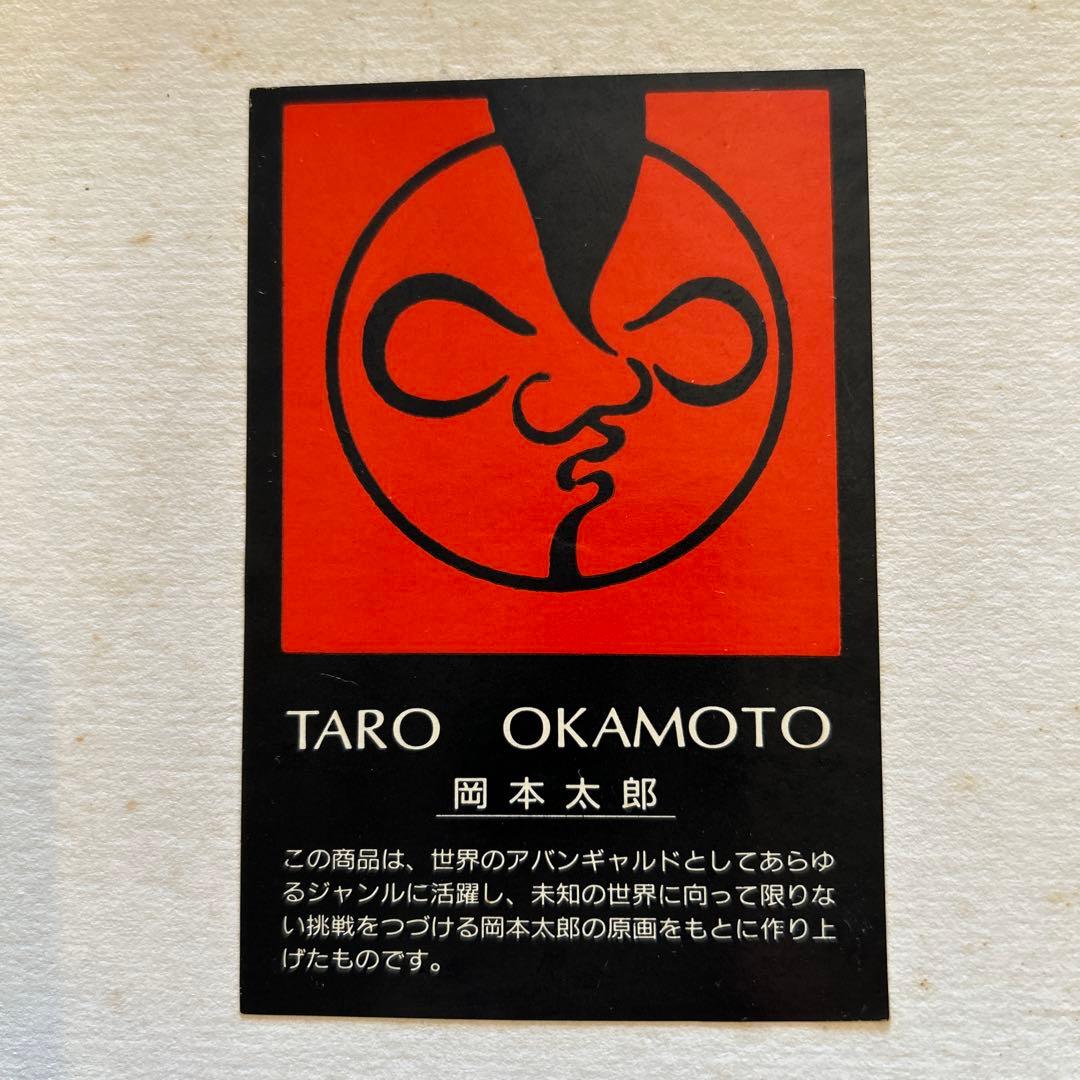 TARO OKAMOTO
岡本太郎
この商品は、世界のアバンギャルドとしてあらゆ
るジャンルに活躍し、未知の世界に向って限りな
い挑戦をつづける岡本太郎の原画をもとに作り上
げたものです。